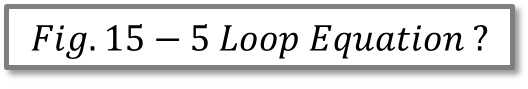 Fig. 15 − 5 Loop Equation ?